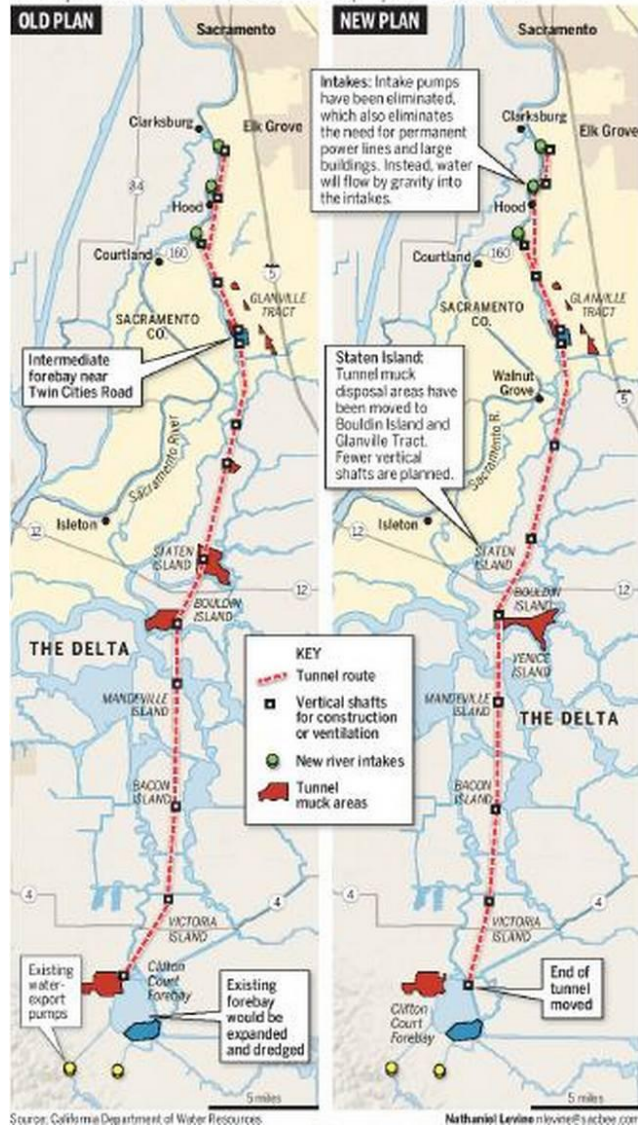 OLD PLAN
Sacramento
Clarksburg
Elk Grove
84
Hood
Courtland
160
5
GLANVILLE
TRACT
SACRAMENTO
CO.
Intermediate
forebay near
Twin Cities Road
Sacramento River
Isleton
12
STATEN
ISLAND
12
BOULDIN
ISLAND
THE DELTA
MANDEVILLE
ISLAND
BACON
ISLAND
4
4
VICTORIA
ISLAND
Existing
water-
export
pumps
Clifton
Court
Forebay
Existing
forebay
would be
expanded
and dredged
5 miles
Source: California Department of Water Resources
KEY
Tunnel route
Vertical shafts
for construction
or ventilation
New river intakes
Tunnel
muck areas
NEW PLAN
Sacramento
Intakes: Intake pumps
have been eliminated,
which also eliminates
the need for permanent
power lines and large
buildings. Instead, water
will flow by gravity into
the intakes.
Clarksburg
Elk Grove
Hood
Courtland
160
GLANVILLE
TRACT
SACRAMENTO
CO.
Staten Island:
Tunnel muck
disposal areas have
been moved to
Bouldin Island and
Glanville Tract.
Fewer vertical
shafts are planned.
Walnut
Grove
5
Sacramento R.
Isleton
12
STATEN
ISLAND
12
BOULDIN
ISLAND
VENICE
ISLAND
MANDEVILLE
ISLAND
THE DELTA
BACON
ISLAND
4
4
VICTORIA
ISLAND
End of
tunnel
moved
Clifton
Court
Forebay
5 miles
Nathaniel Levine nlevine@sacbee.com